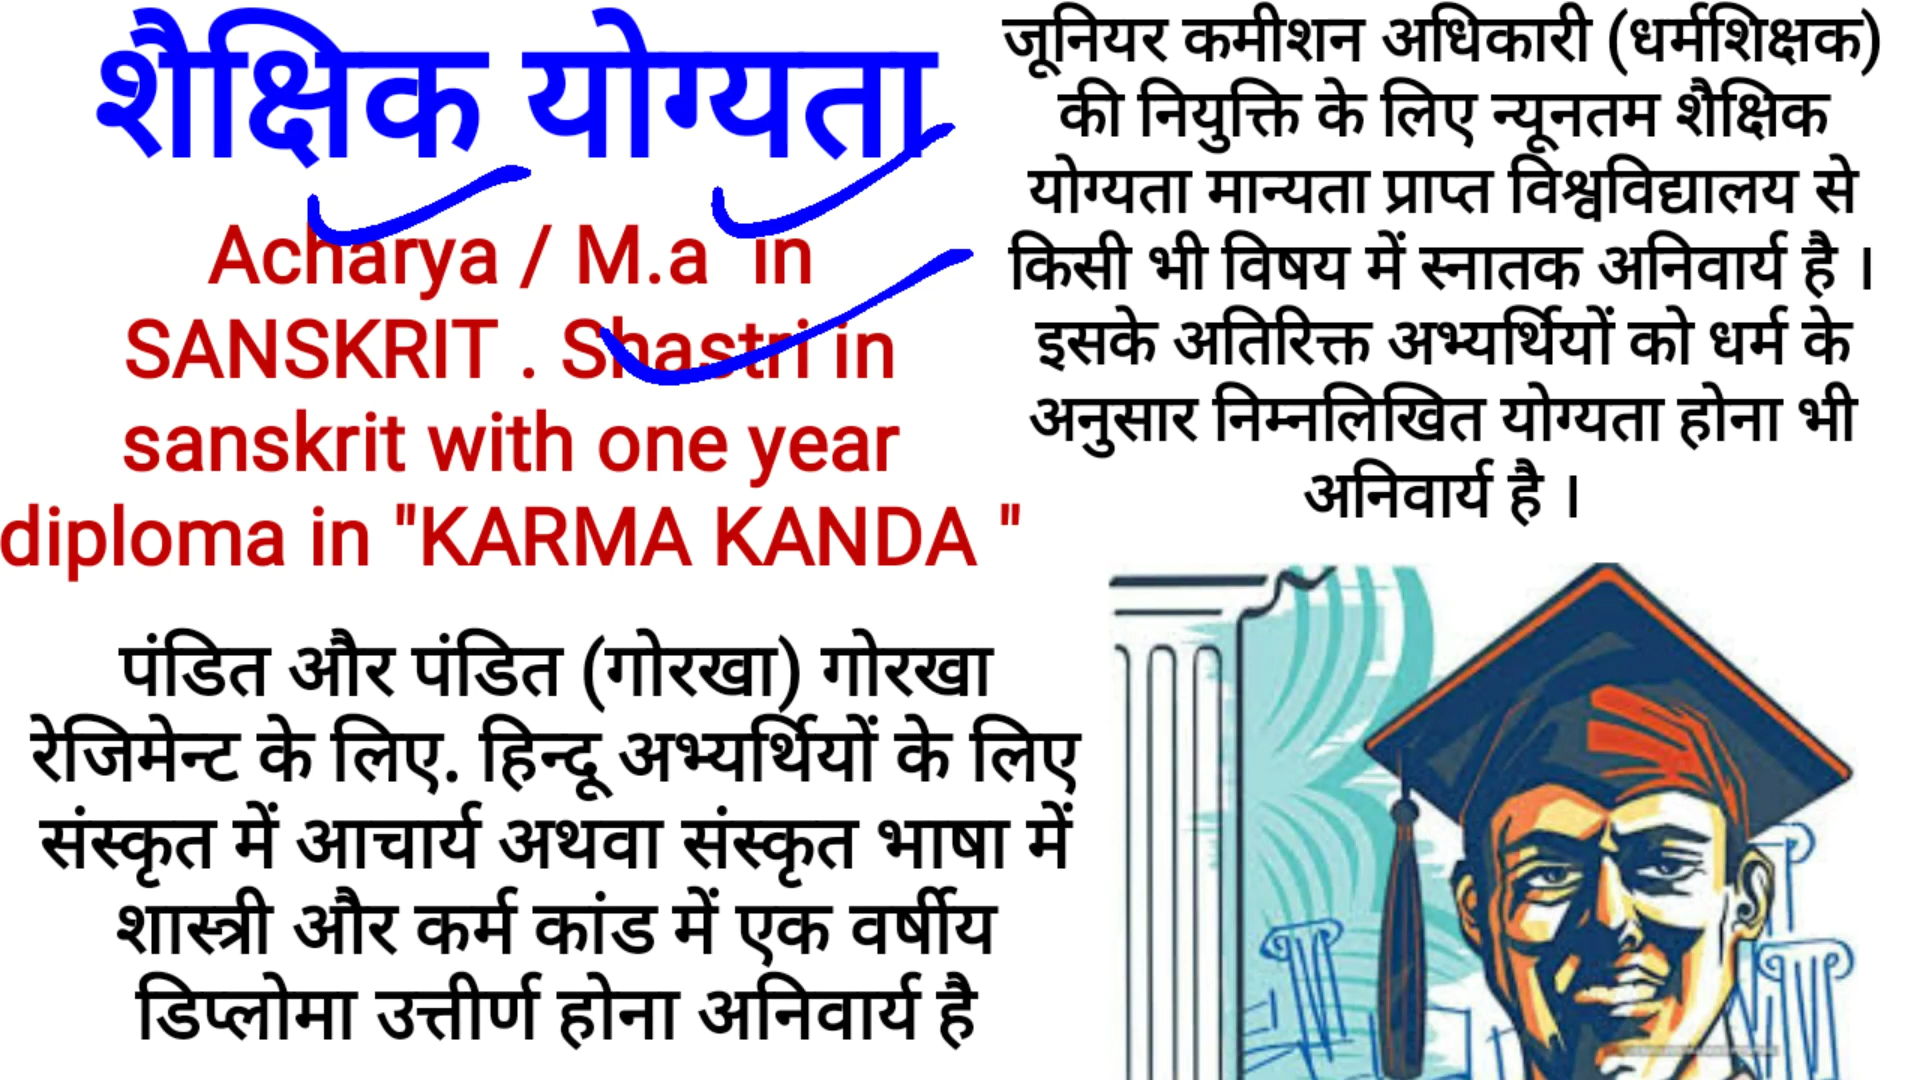 शैक्षिक योग्यता
Acharya / M.a in
SANSKRIT . Shastri in
sanskrit with one year
diploma in "KARMA KANDA "
पंडित और पंडित (गोरखा) गोरखा
रेजिमेन्ट के लिए. हिन्दू अभ्यर्थियों के लिए
संस्कृत में आचार्य अथवा संस्कृत भाषा में
शास्त्री और कर्म कांड में एक वर्षीय
डिप्लोमा उत्तीर्ण होना अनिवार्य है
जूनियर कमीशन अधिकारी (धर्मशिक्षक)
की नियुक्ति के लिए न्यूनतम शैक्षिक
योग्यता मान्यता प्राप्त विश्वविद्यालय से
किसी भी विषय में स्नातक अनिवार्य है ।
इसके अतिरिक्त अभ्यर्थियों को धर्म के
अनुसार निम्नलिखित योग्यता होना भी
अनिवार्य है ।